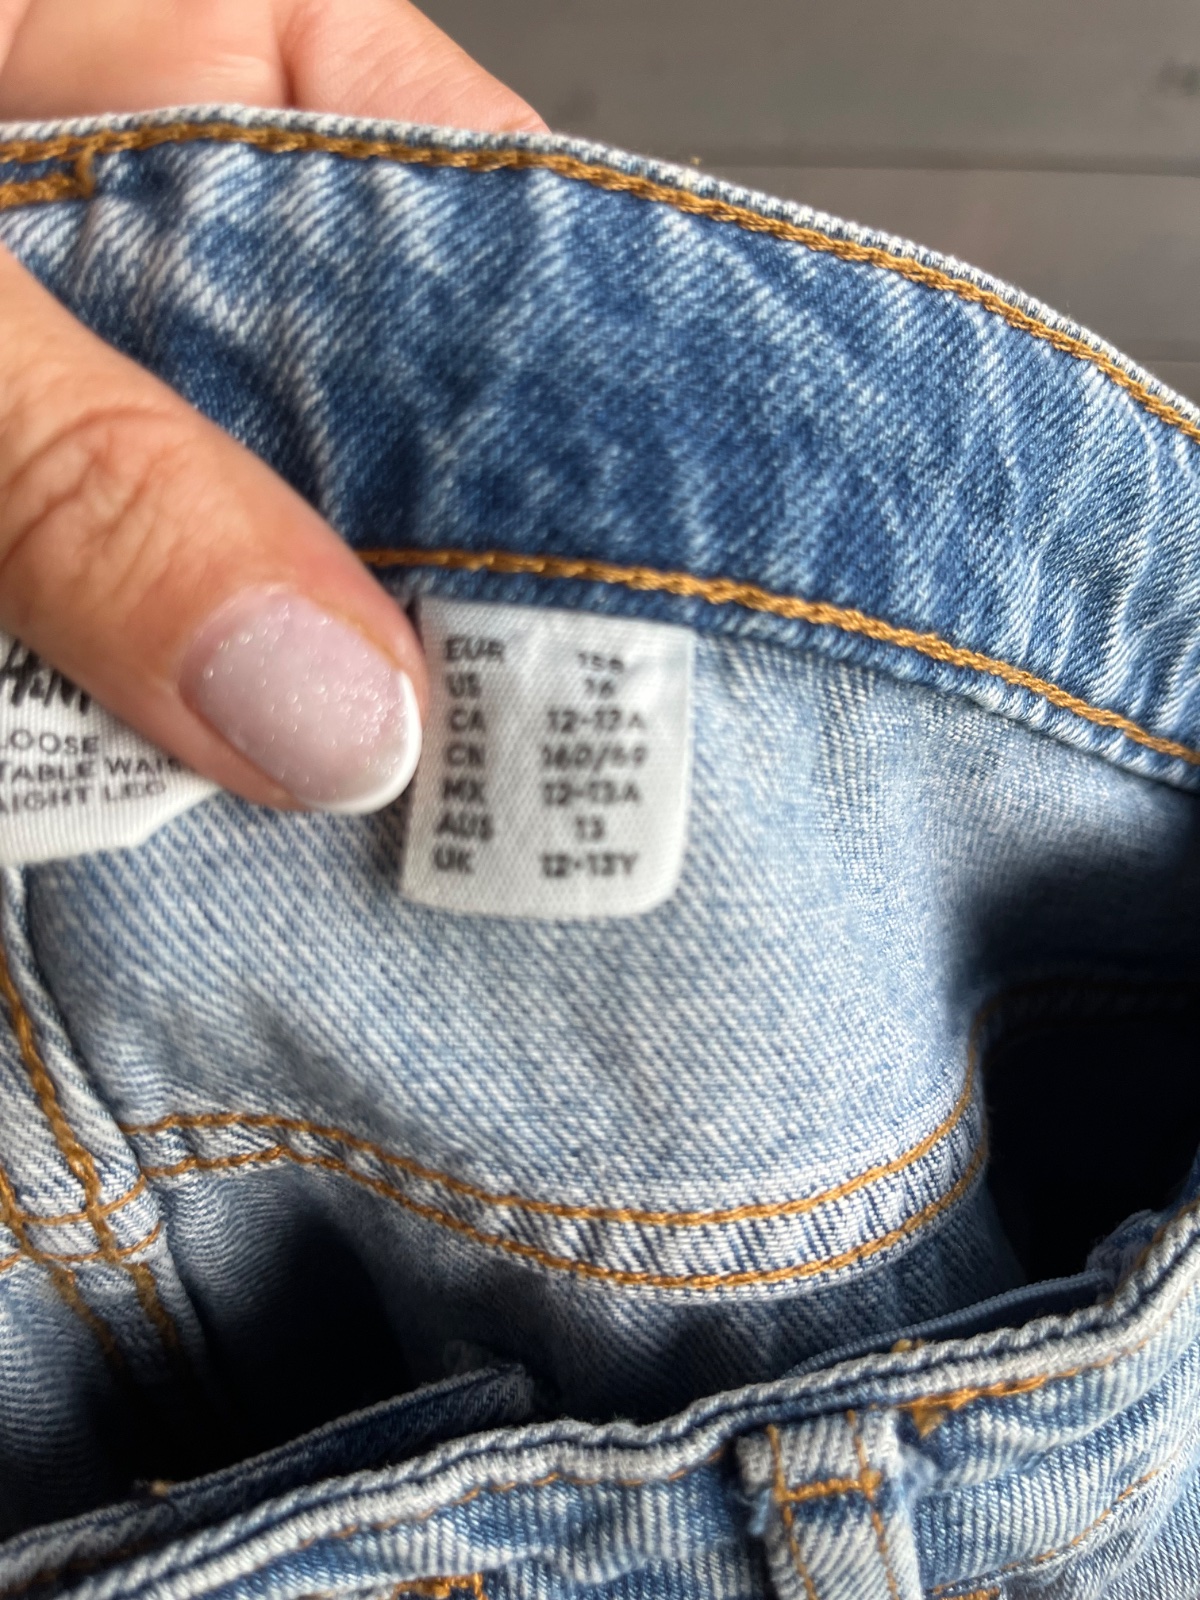 H&M
LOOSE
TABLE WAI
AIGHT LEG
EUR 158
US 16
CA 12-13A
CN 160/69
MX 12-13A
AUS 13
UK 12-13Y